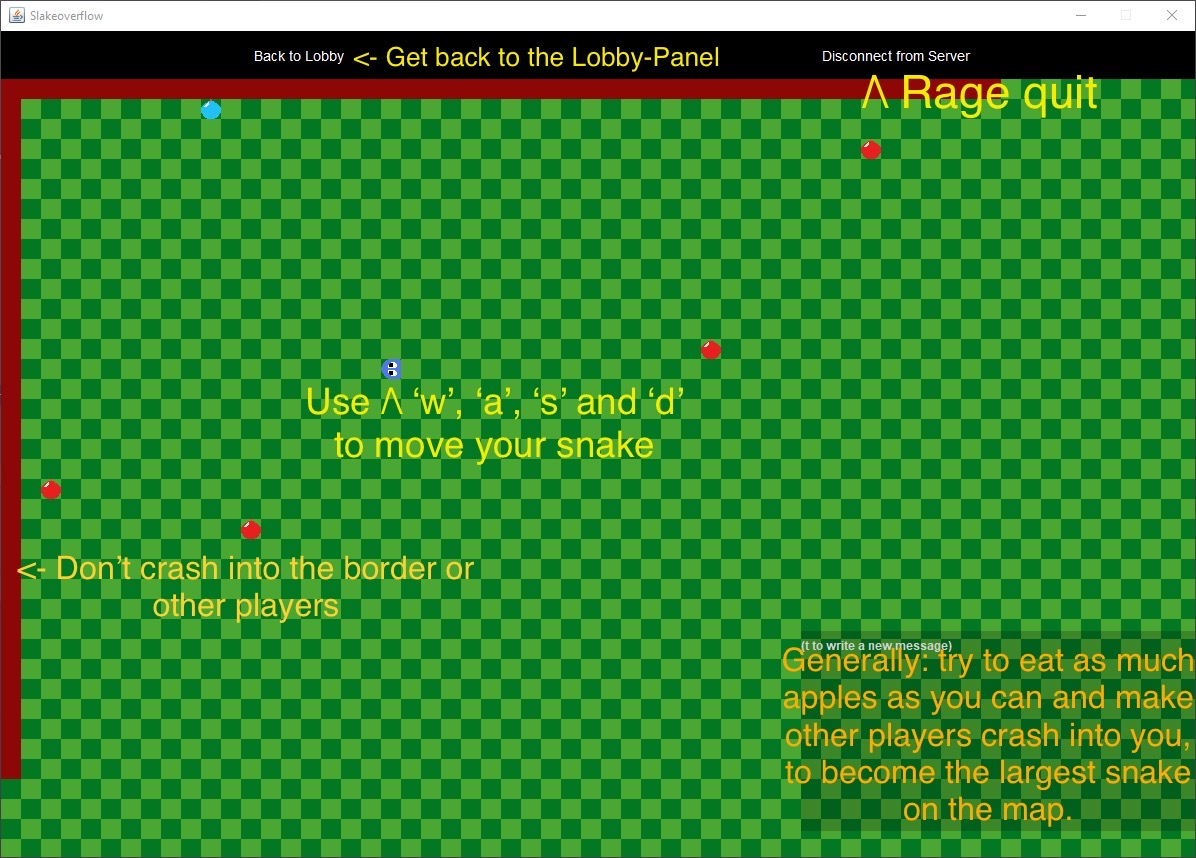 Slakeoverflow
Back to Lobby <- Get back to the Lobby-Panel
Disconnect from Server
Λ Rage quit
Use Λ ‘w’, ‘a’, ‘s’ and ‘d’
to move your snake
<- Don’t crash into the border or
other players
(t to write a new message)
Generally: try to eat as much
apples as you can and make
other players crash into you,
to become the largest snake
on the map.